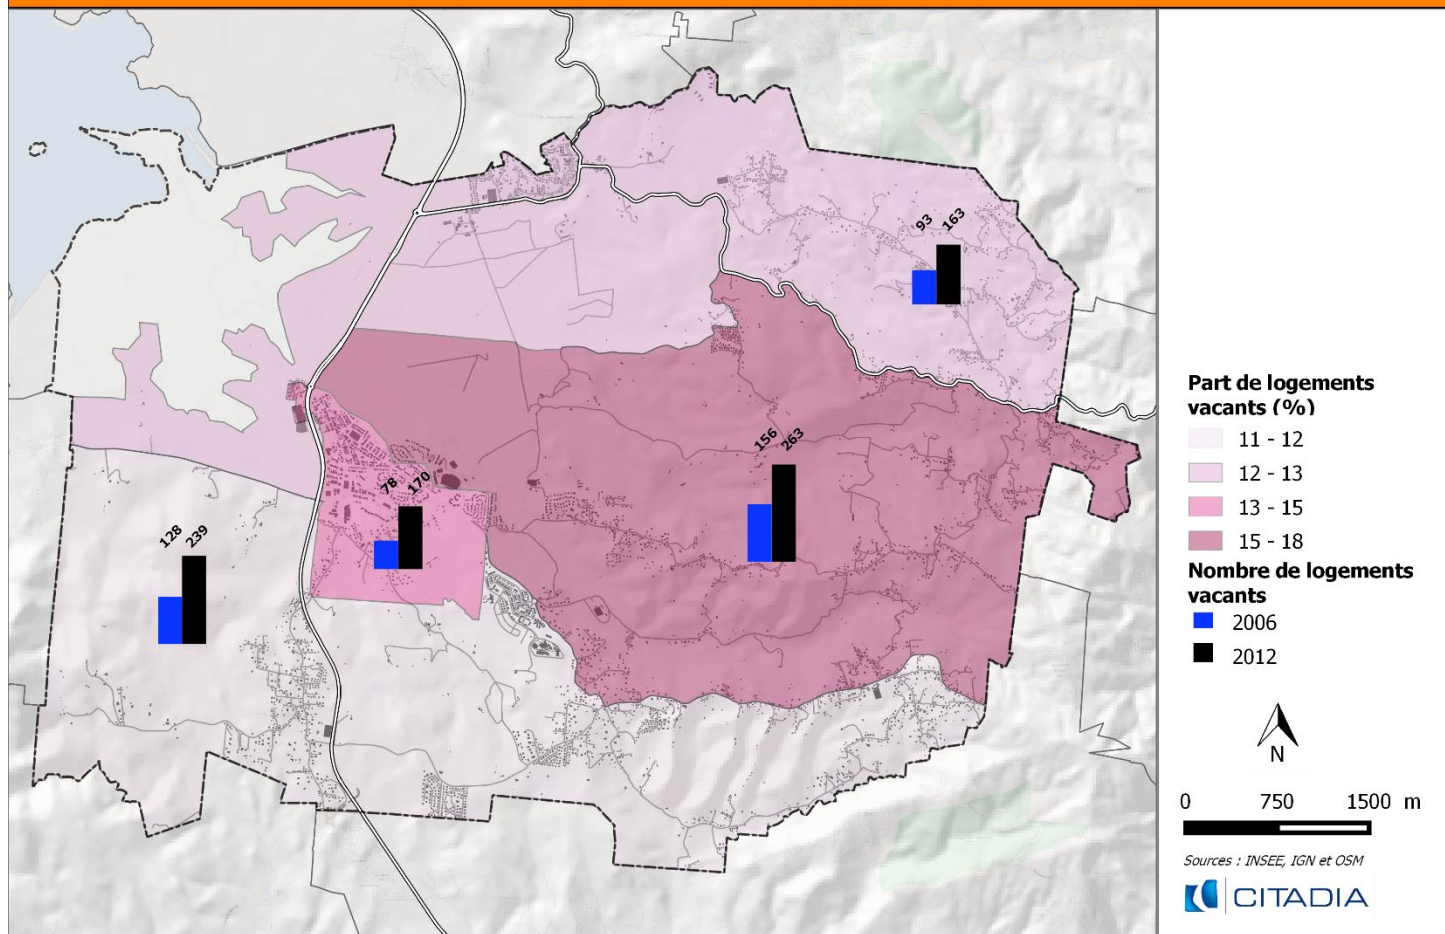 93 163
156 263
78 170
128 239
Part de logements
vacants (%)
11 - 12
12 - 13
13 - 15
15 - 18
Nombre de logements
vacants
2006
2012
N
0 750 1500 m
Sources : INSEE, IGN et OSM
CITADIA